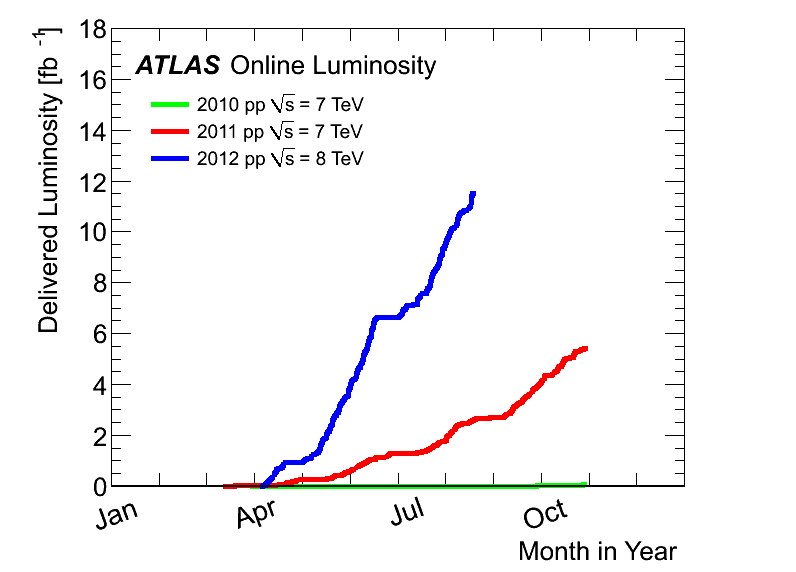 Delivered Luminosity [fb⁻¹]
18
16
14
12
10
8
6
4
2
0
ATLAS Online Luminosity
2010 pp √s = 7 TeV
2011 pp √s = 7 TeV
2012 pp √s = 8 TeV
Jan Apr Jul Oct
Month in Year